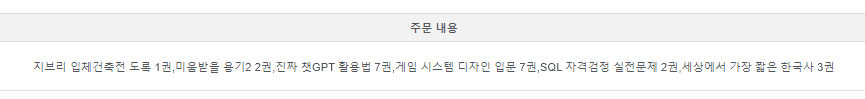 주문 내용
지브리 입체건축전 도록 1권,미움받을 용기2 2권,진짜 챗GPT 활용법 7권,게임 시스템 디자인 입문 7권,SQL 자격검정 실전문제 2권,세상에서 가장 짧은 한국사 3권